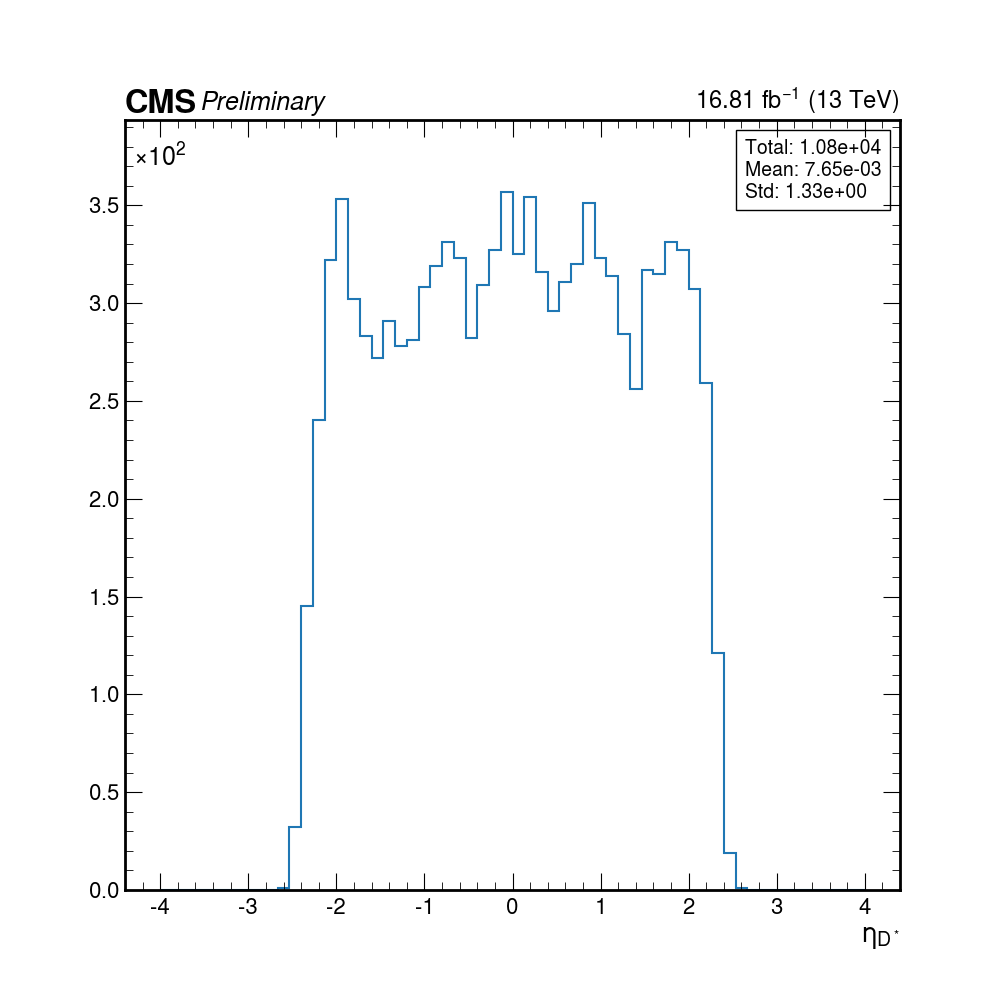 CMS Preliminary 16.81 fb⁻¹ (13 TeV)
×10²
Total: 1.08e+04
Mean: 7.65e-03
Std: 1.33e+00
3.5
3.0
2.5
2.0
1.5
1.0
0.5
0.0
-4 -3 -2 -1 0 1 2 3 4
η_D*